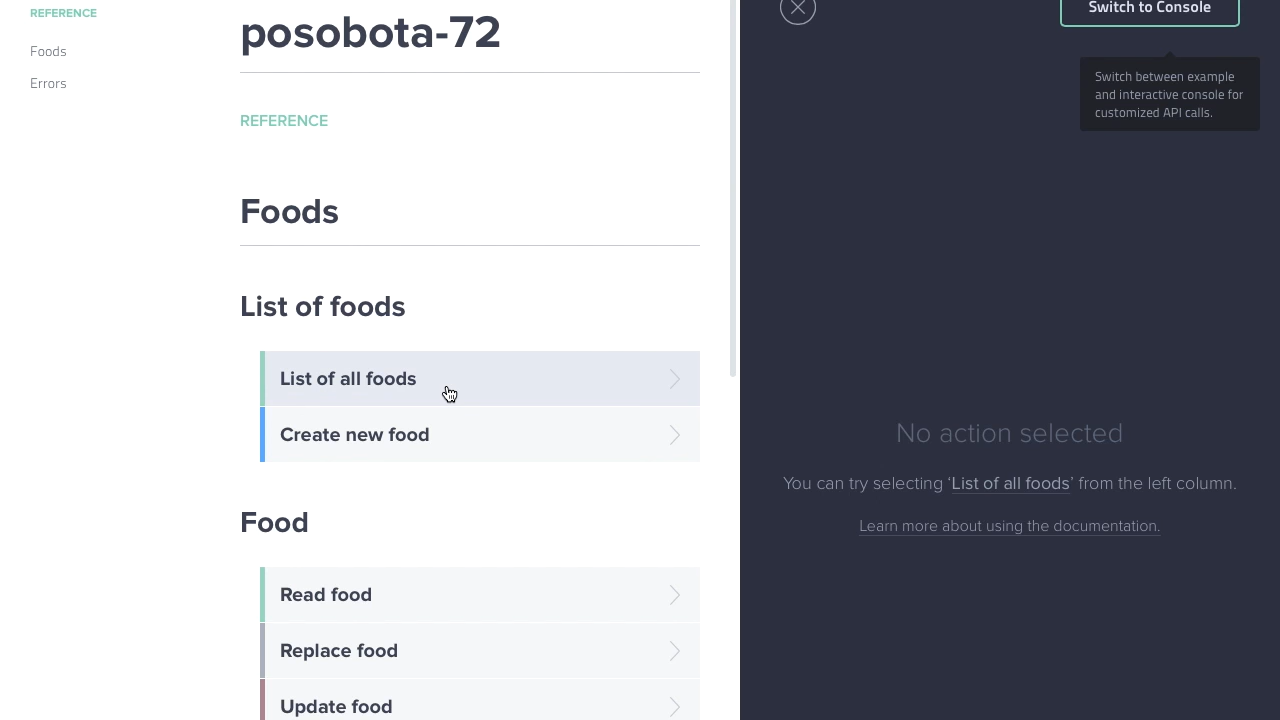 REFERENCE
Foods
Errors
posobota-72
REFERENCE
Foods
List of foods
List of all foods
Create new food
Food
Read food
Replace food
Update food
Switch to Console
Switch between example
and interactive console for
customized API calls.
No action selected
You can try selecting ‘List of all foods’ from the left column.
Learn more about using the documentation.